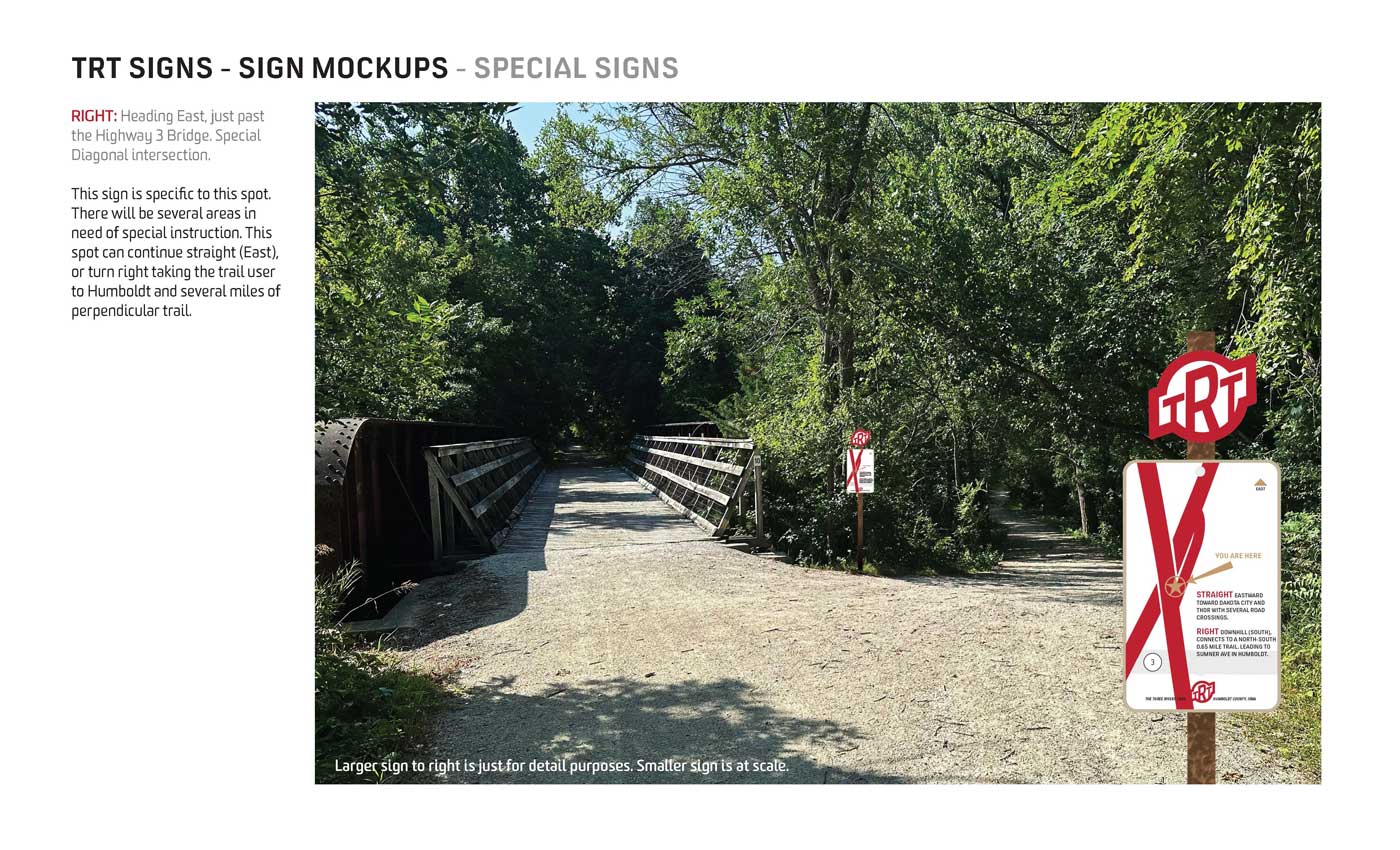 TRT SIGNS - SIGN MOCKUPS - SPECIAL SIGNS
RIGHT: Heading East, just past
the Highway 3 Bridge. Special
Diagonal intersection.
This sign is specific to this spot.
There will be several areas in
need of special instruction. This
spot can continue straight (East),
or turn right taking the trail user
to Humboldt and several miles of
perpendicular trail.
TRT
TRT
EAST
YOU ARE HERE
STRAIGHT EASTWARD
TOWARD DAKOTA CITY AND
THOR WITH SEVERAL ROAD
CROSSINGS.
RIGHT DOWNHILL (SOUTH),
CONNECTS TO A NORTH-SOUTH
0.65 MILE TRAIL. LEADING TO
SUMNER AVE IN HUMBOLDT.
3
THE THREE TRT HUMBOLDT COUNTY, IOWA
Larger sign to right is just for detail purposes. Smaller sign is at scale.